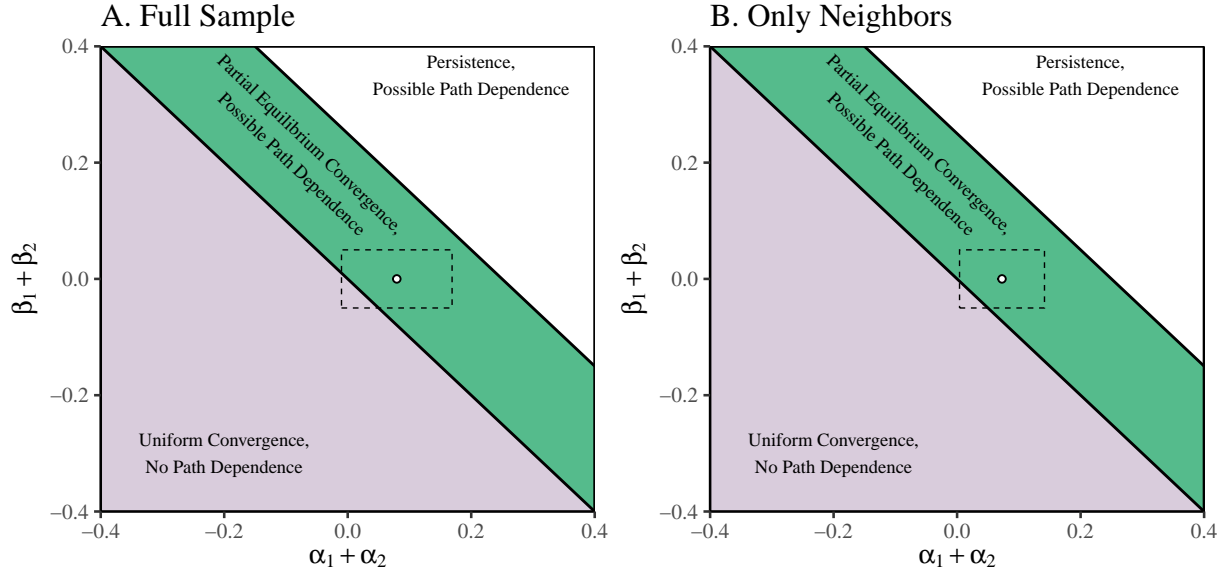 A. Full Sample
0.4
0.2
0.0
−0.2
−0.4
β1 + β2
Persistence,
Possible Path Dependence
Partial Equilibrium Convergence,
Possible Path Dependence
Uniform Convergence,
No Path Dependence
−0.4
−0.2
0.0
0.2
0.4
α1 + α2
B. Only Neighbors
0.4
0.2
0.0
−0.2
−0.4
β1 + β2
Persistence,
Possible Path Dependence
Partial Equilibrium Convergence,
Possible Path Dependence
Uniform Convergence,
No Path Dependence
−0.4
−0.2
0.0
0.2
0.4
α1 + α2